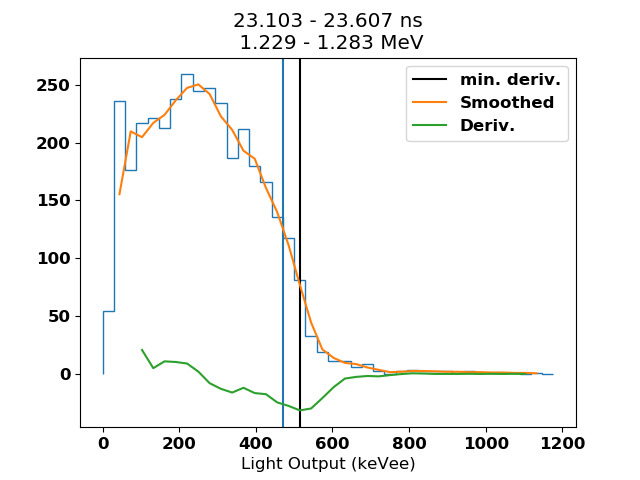 23.103 - 23.607 ns
1.229 - 1.283 MeV
min. deriv.
Smoothed
Deriv.
250
200
150
100
50
0
0 200 400 600 800 1000 1200
Light Output (keVee)